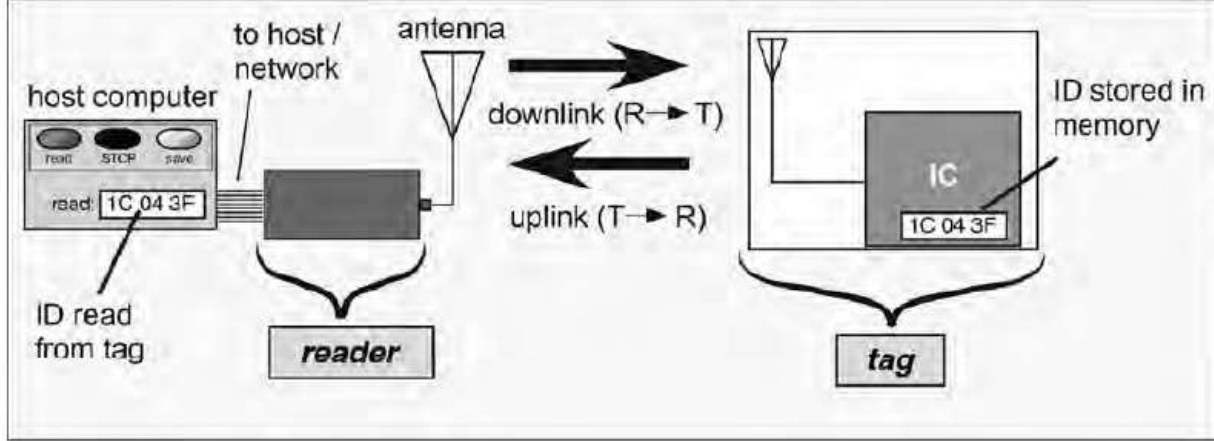 to host /
network
antenna
host computer
read STOP save
read: 1C 04 3F
ID read
from tag
reader
downlink (R→ T)
uplink (T→ R)
IC
1C 04 3F
ID stored in
memory
tag